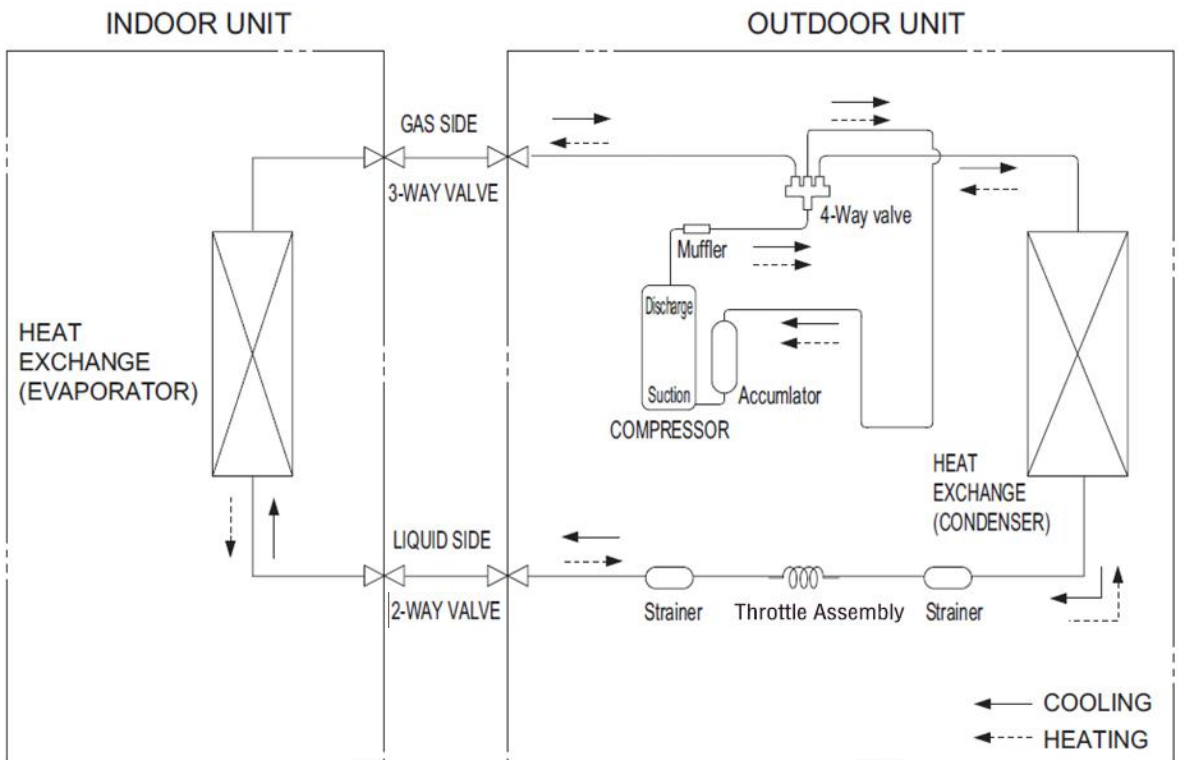 INDOOR UNIT
OUTDOOR UNIT
GAS SIDE
3-WAY VALVE
4-Way valve
Muffler
Discharge
Suction
Accumlator
COMPRESSOR
HEAT
EXCHANGE
(EVAPORATOR)
HEAT
EXCHANGE
(CONDENSER)
LIQUID SIDE
2-WAY VALVE
Strainer
Throttle Assembly
Strainer
COOLING
HEATING